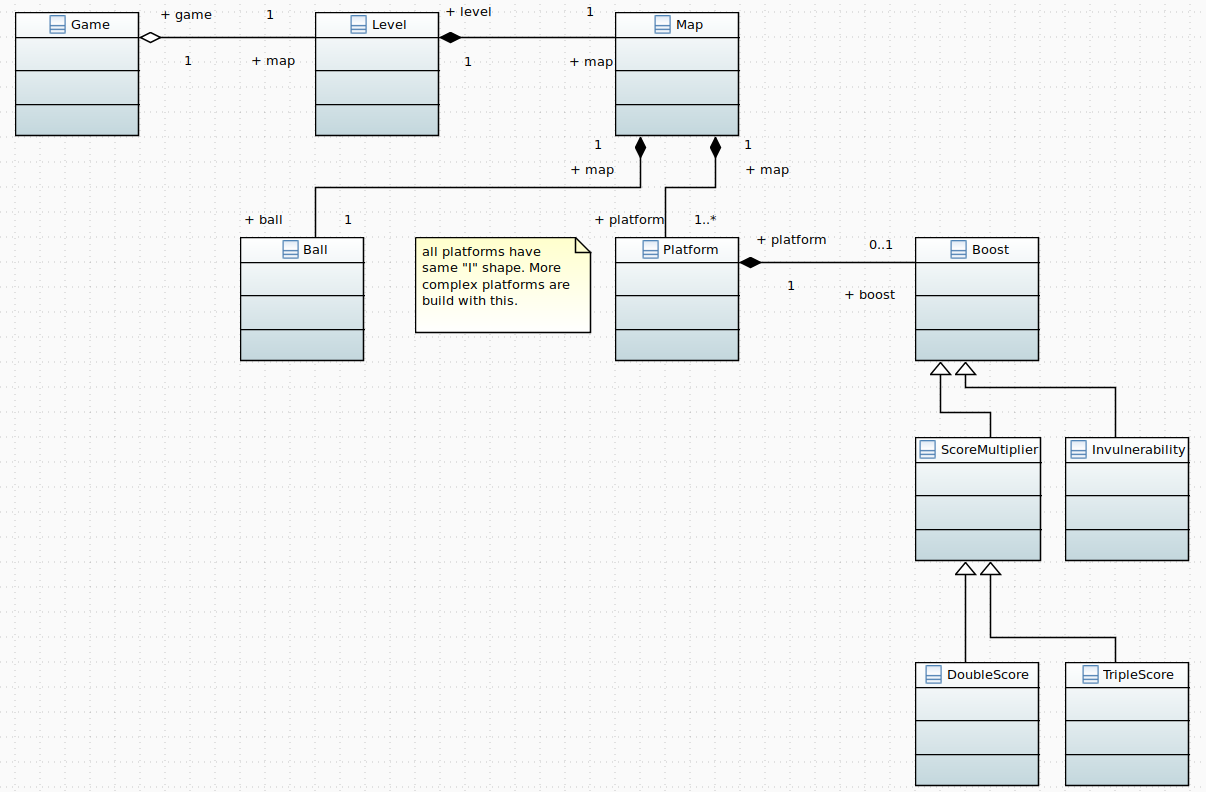 Game
+ game
1
1
+ map
Level
+ level
1
1
+ map
Map
1
+ map
1
+ map
+ ball
1
+ platform
1..*
Ball
all platforms have
same "I" shape. More
complex platforms are
build with this.
Platform
+ platform
0..1
1
+ boost
Boost
ScoreMultiplier
Invulnerability
DoubleScore
TripleScore